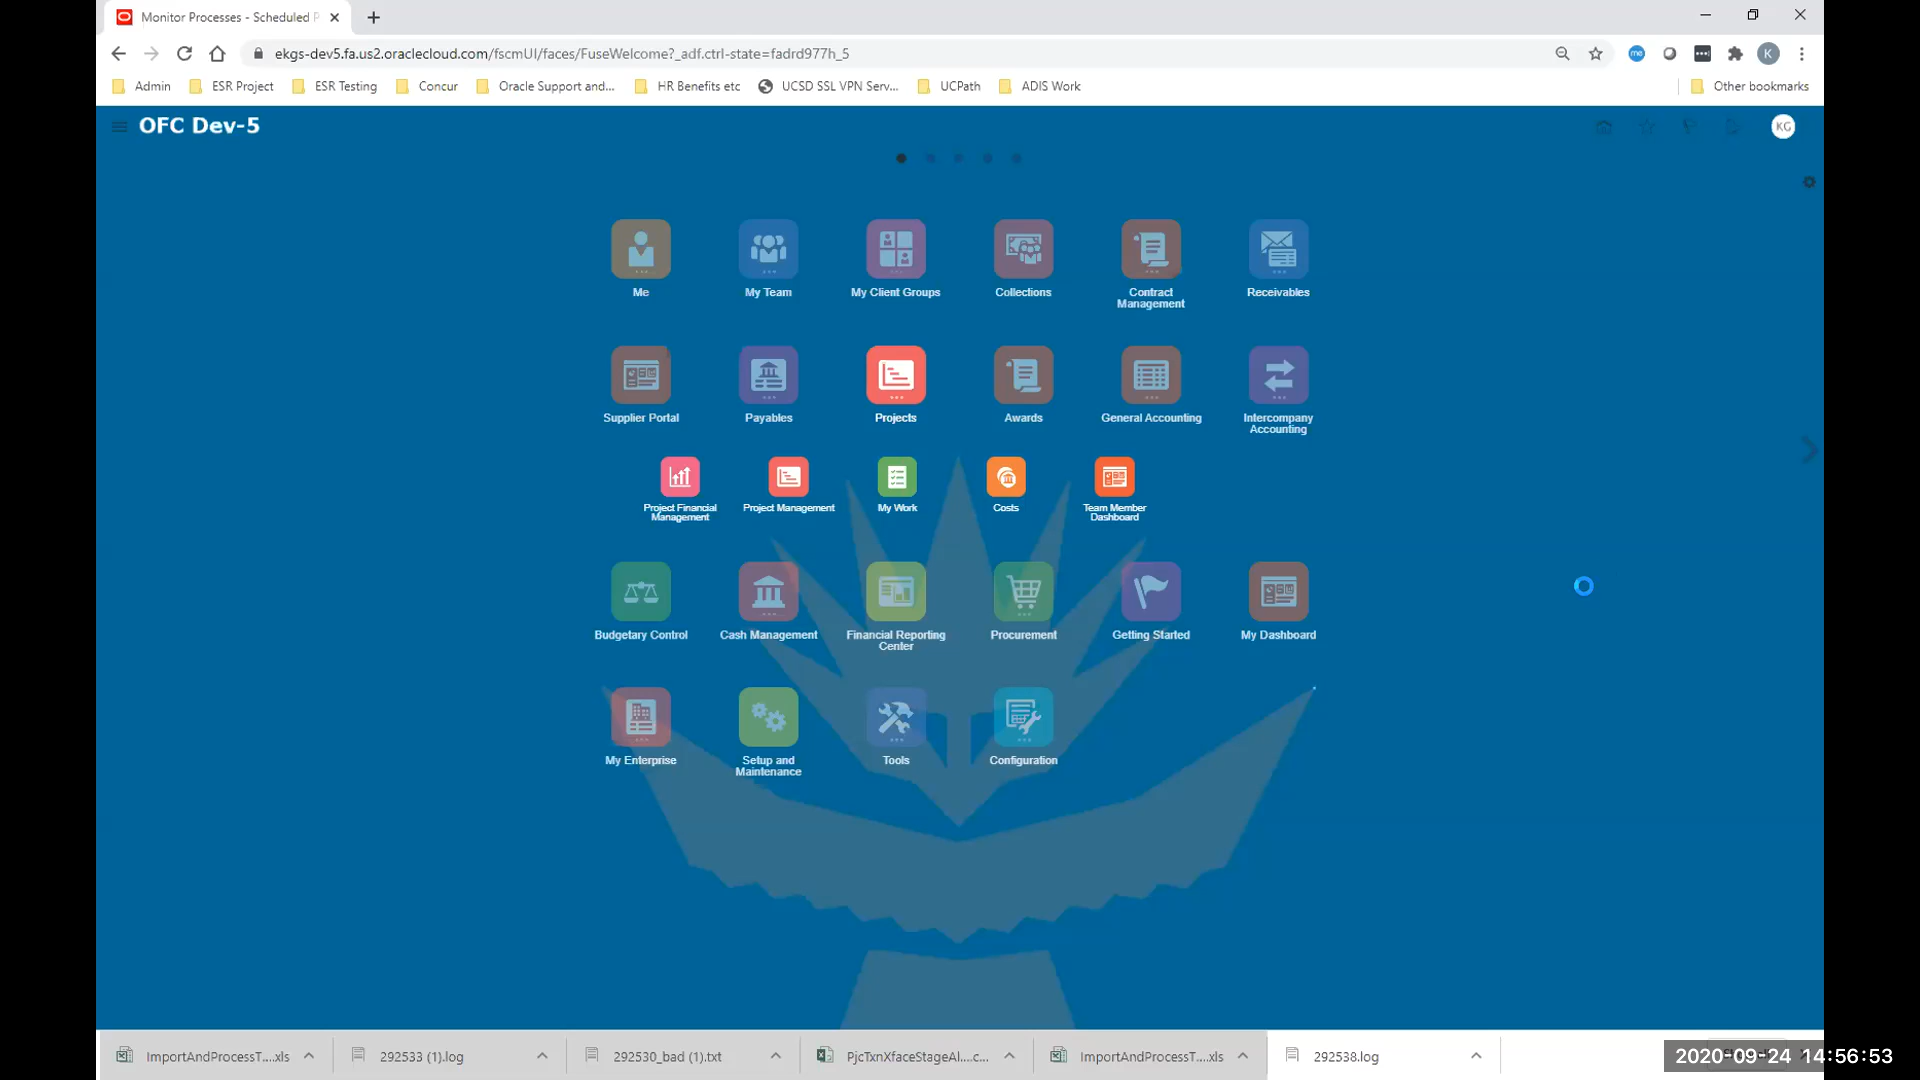 Monitor Processes - Scheduled P
ekgs-dev5.fa.us2.oraclecloud.com/fscmUI/faces/FuseWelcome?_adf.ctrl-state=fadrd977h_5
K
Admin ESR Project ESR Testing Concur Oracle Support and... HR Benefits etc UCSD SSL VPN Serv... UCPath ADIS Work Other bookmarks
OFC Dev-5
KG
Me My Team My Client Groups Collections Contract Receivables
Management
Supplier Portal Payables Projects Awards General Accounting Intercompany
Accounting
Project Financial Project Management My Work Costs Team Member
Management Dashboard
Budgetary Control Cash Management Financial Reporting Procurement Getting Started My Dashboard
Center
My Enterprise Setup and Tools Configuration
Maintenance
ImportAndProcessT....xls 292533 (1).log 292530_bad (1).txt PjcTxnXfaceStageAl....c... ImportAndProcessT....xls 292538.log
2020-09-24 14:56:53